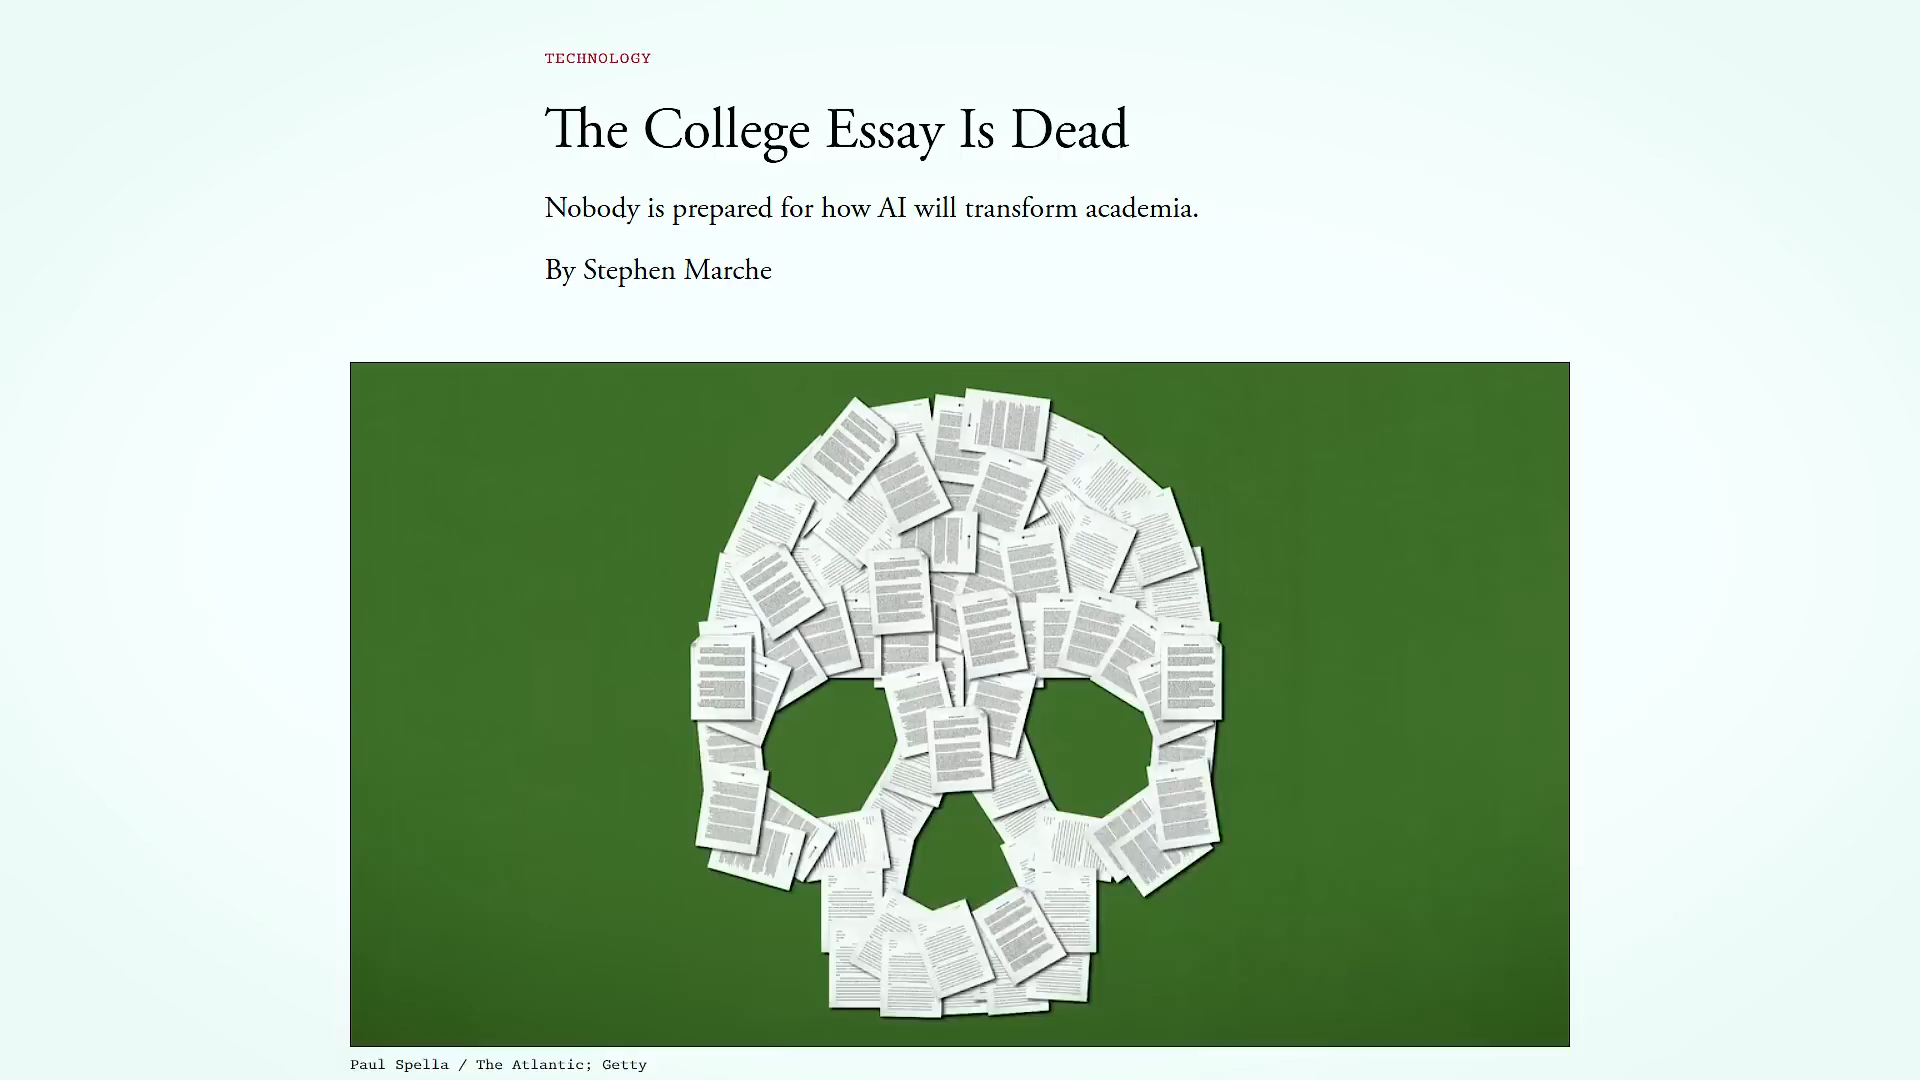 TECHNOLOGY
The College Essay Is Dead
Nobody is prepared for how AI will transform academia.
By Stephen Marche
Paul Spella / The Atlantic; Getty